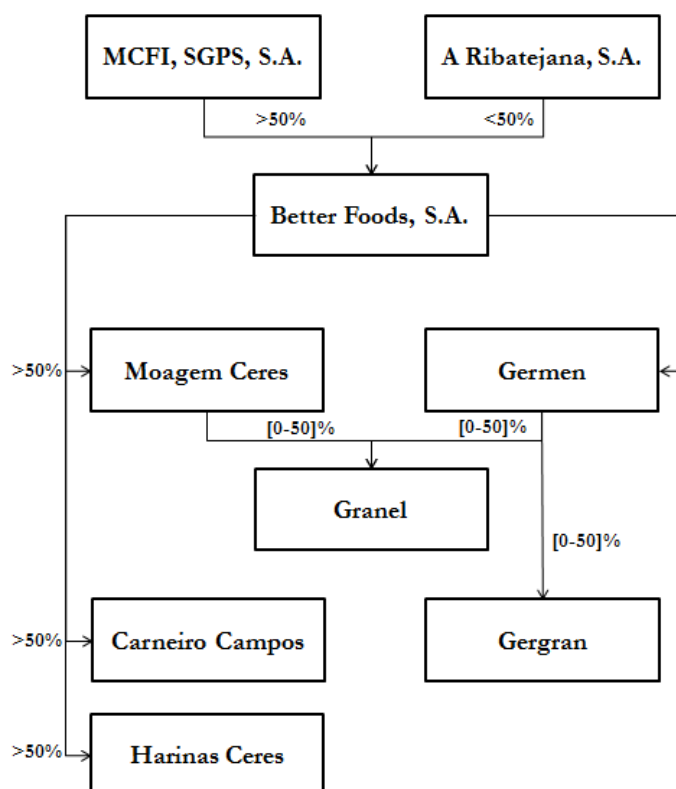 MCFI, SGPS, S.A.
A Ribatejana, S.A.
>50%
<50%
Better Foods, S.A.
>50%
Moagem Ceres
Germen
[0-50]%
[0-50]%
Granel
[0-50]%
>50%
Carneiro Campos
Gergran
>50%
Harinas Ceres